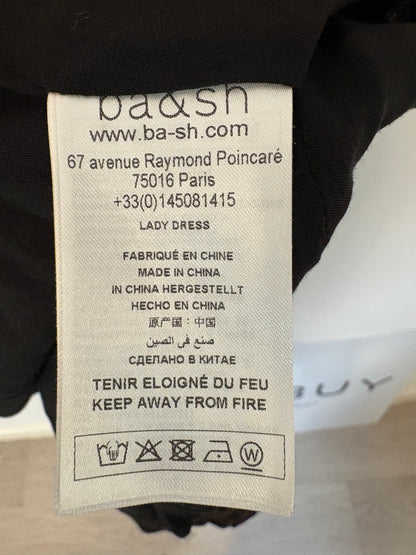 ba&sh
www.ba-sh.com
67 avenue Raymond Poincaré
75016 Paris
+33(0)145081415
LADY DRESS
FABRIQUÉ EN CHINE
MADE IN CHINA
IN CHINA HERGESTELLT
HECHO EN CHINA
原产国：中国
صنع في الصين
СДЕЛАНО В КИТАЕ
TENIR ELOIGNÉ DU FEU
KEEP AWAY FROM FIRE
W
BUY